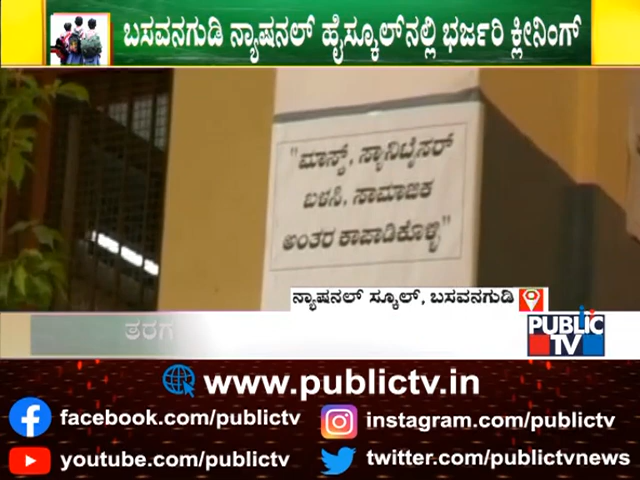 ಬಸವನಗುಡಿ ನ್ಯಾಷನಲ್ ಹೈಸ್ಕೂಲ್‌ನಲ್ಲಿ ಭರ್ಜರಿ ಕ್ಲೀನಿಂಗ್
"ಮಾಸ್ಕ್, ಸ್ಯಾನಿಟೈಸರ್
ಬಳಸಿ, ಸಾಮಾಜಿಕ
ಅಂತರ ಕಾಪಾಡಿಕೊಳ್ಳಿ"
ನ್ಯಾಷನಲ್ ಸ್ಕೂಲ್, ಬಸವನಗುಡಿ
ತರಗ
PUBLIC
TV
www.publictv.in
facebook.com/publictv
instagram.com/publictv
youtube.com/publictv
twitter.com/publictvnews